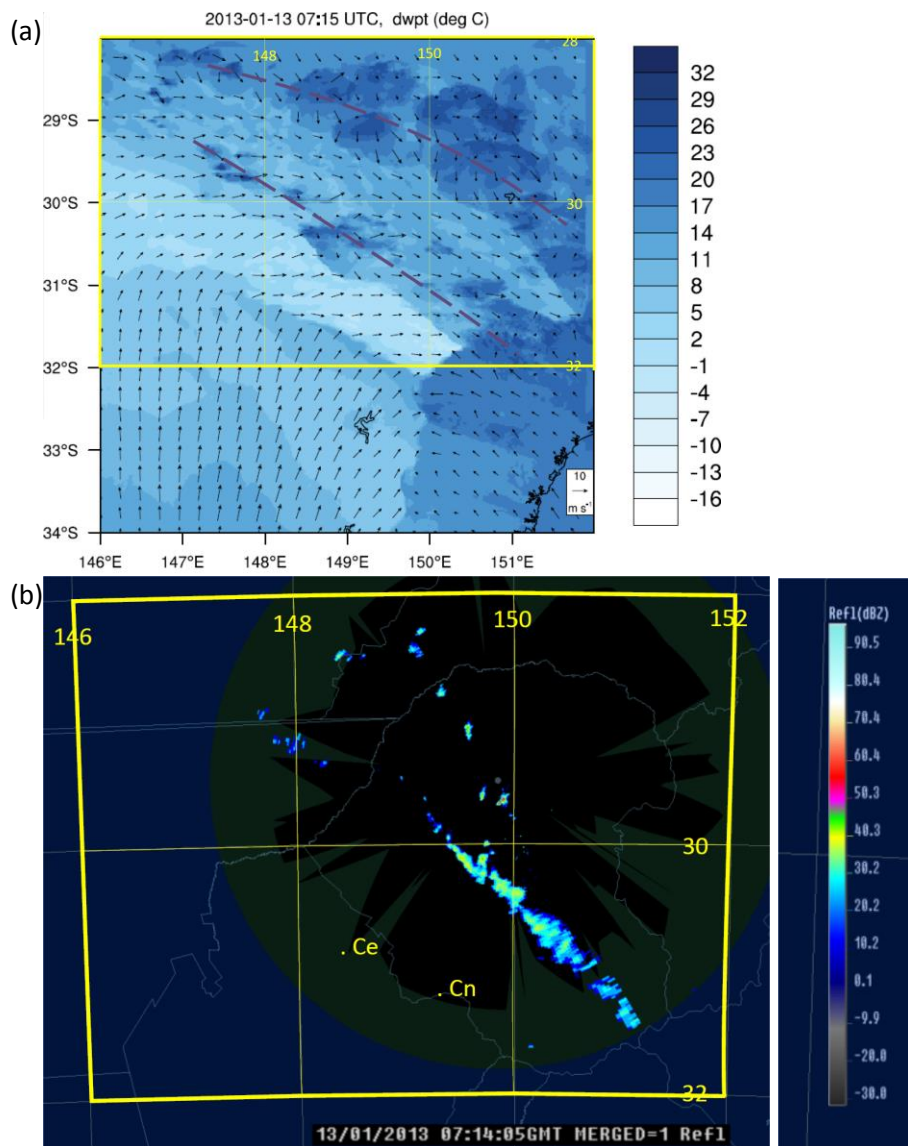 (a)
2013-01-13 07:15 UTC, dwpt (deg C)
148
150
28
29°S
30°S
30
31°S
32°S
32
33°S
34°S
10
m s⁻¹
146°E 147°E 148°E 149°E 150°E 151°E
32
29
26
23
20
17
14
11
8
5
2
-1
-4
-7
-10
-13
-16
(b)
146
148
150
152
30
. Ce
. Cn
32
13/01/2013 07:14:05GMT MERGED=1 Refl
Refl(dBZ)
90.5
80.4
70.4
60.4
50.3
40.3
30.2
20.2
10.1
0.1
-9.9
-20.0
-30.0